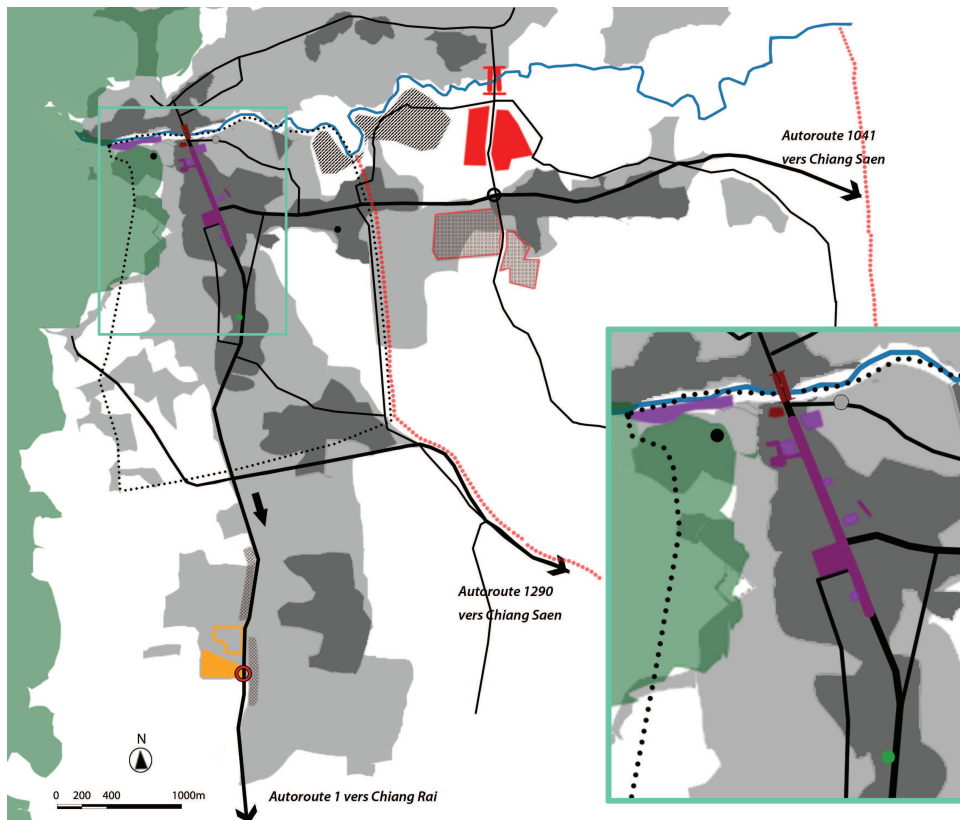 Autoroute 1041
vers Chiang Saen
Autoroute 1290
vers Chiang Saen
N
0 200 400 1000m
Autoroute 1 vers Chiang Rai